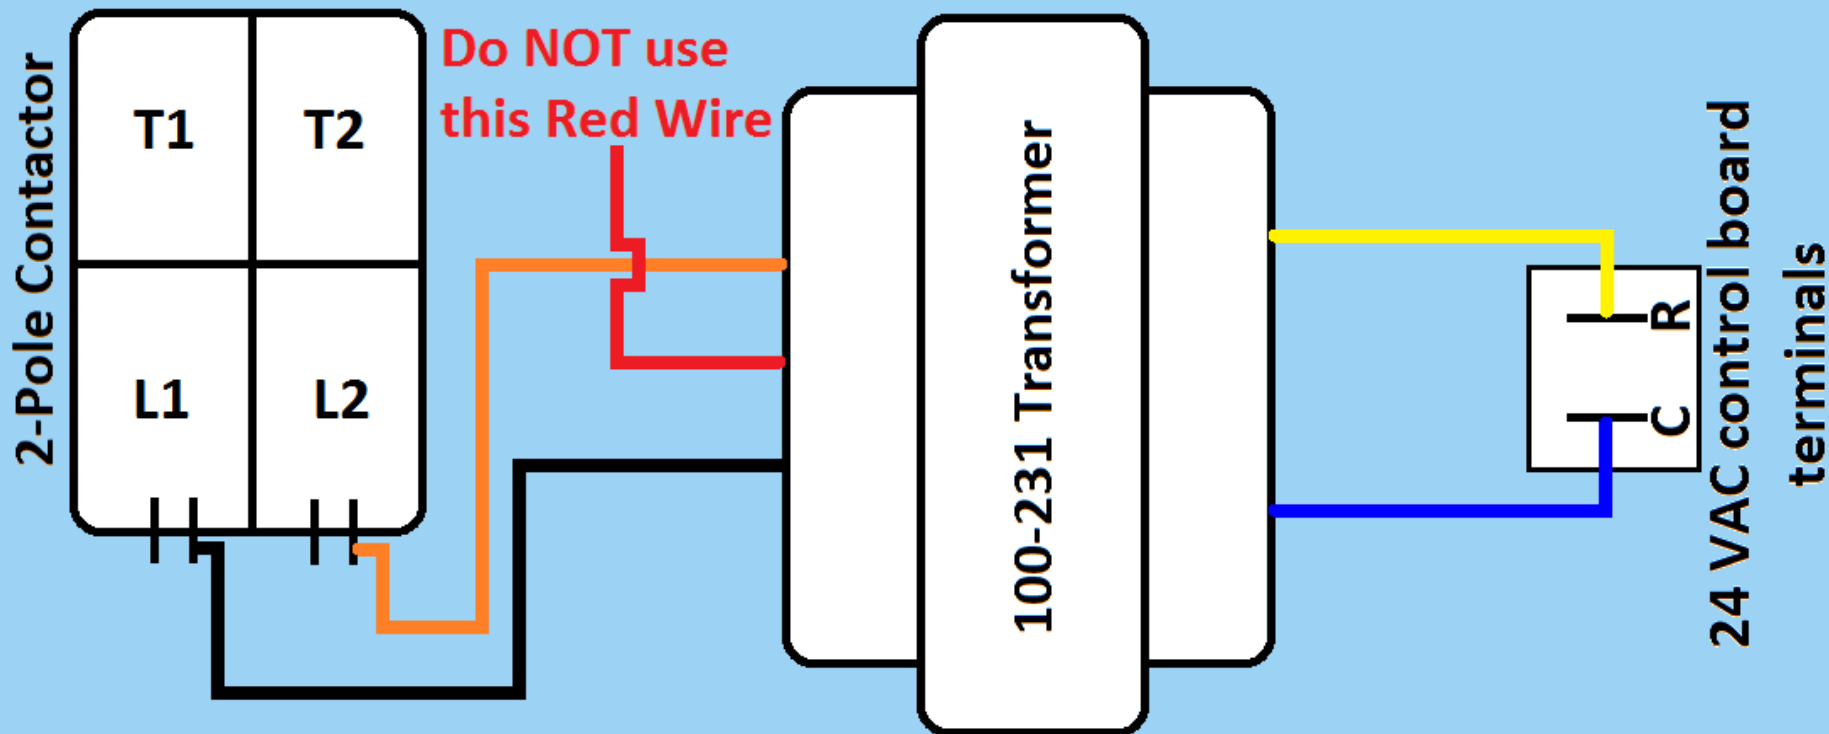 2-Pole Contactor
T1
T2
L1
L2
Do NOT use
this Red Wire
100-231 Transformer
R
C
24 VAC control board
terminals